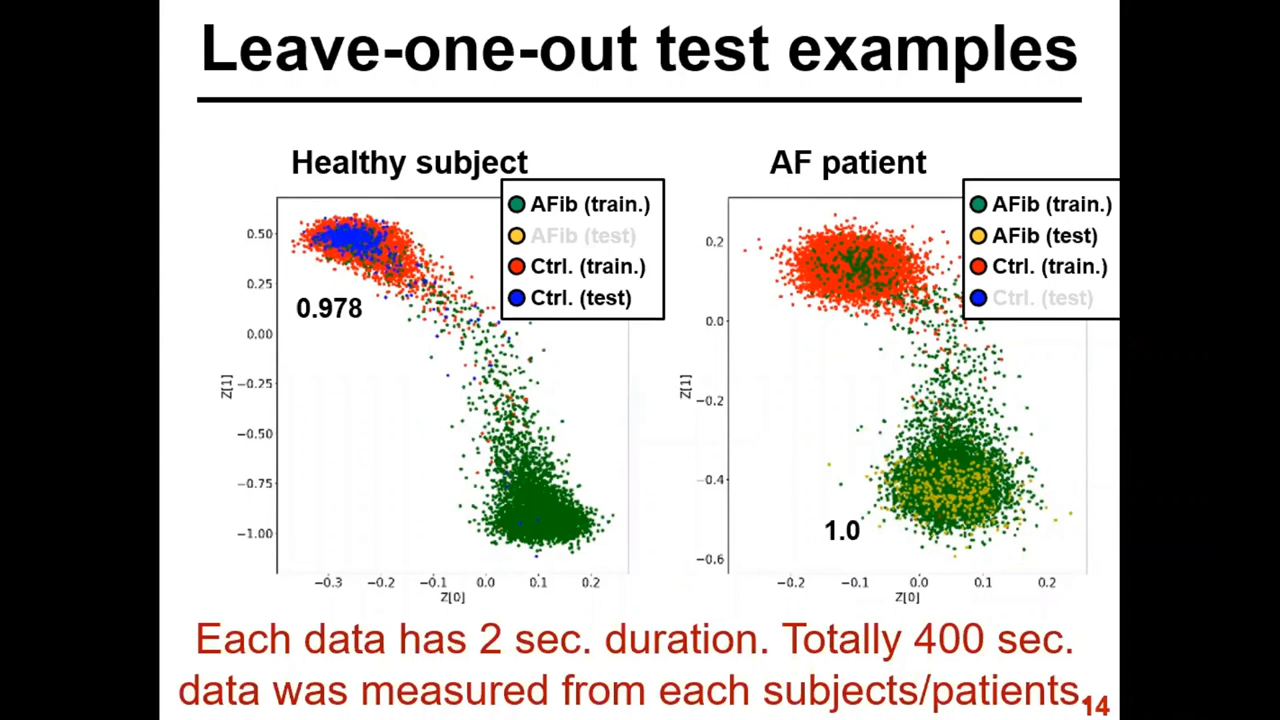 Leave-one-out test examples
Healthy subject
AFib (train.)
AFib (test)
Ctrl. (train.)
Ctrl. (test)
0.978
0.50
0.25
0.00
−0.25
−0.50
−0.75
−1.00
Z[1]
−0.3 −0.2 −0.1 0.0 0.1 0.2
Z[0]
AF patient
AFib (train.)
AFib (test)
Ctrl. (train.)
Ctrl. (test)
1.0
0.2
0.0
−0.2
−0.4
−0.6
Z[1]
−0.2 −0.1 0.0 0.1 0.2
Z[0]
Each data has 2 sec. duration. Totally 400 sec.
data was measured from each subjects/patients.
14